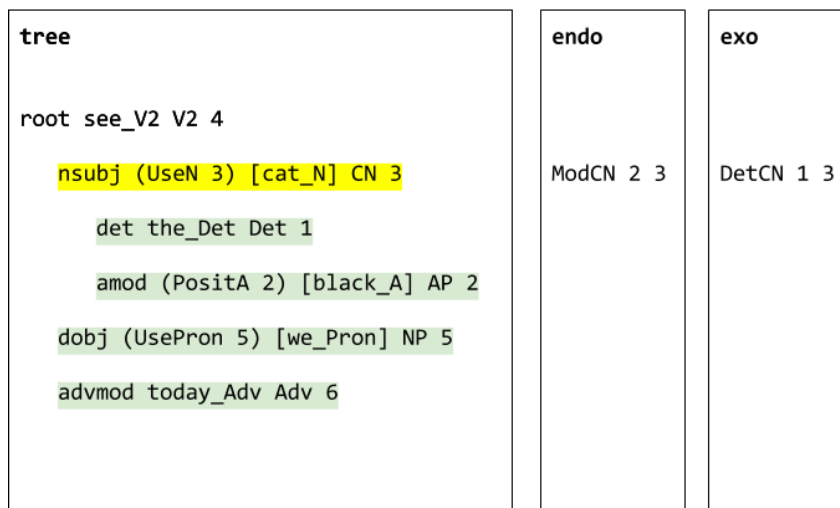 tree
root see_V2 V2 4
nsubj (UseN 3) [cat_N] CN 3
det the_Det Det 1
amod (PositA 2) [black_A] AP 2
dobj (UsePron 5) [we_Pron] NP 5
advmod today_Adv Adv 6
endo
ModCN 2 3
exo
DetCN 1 3